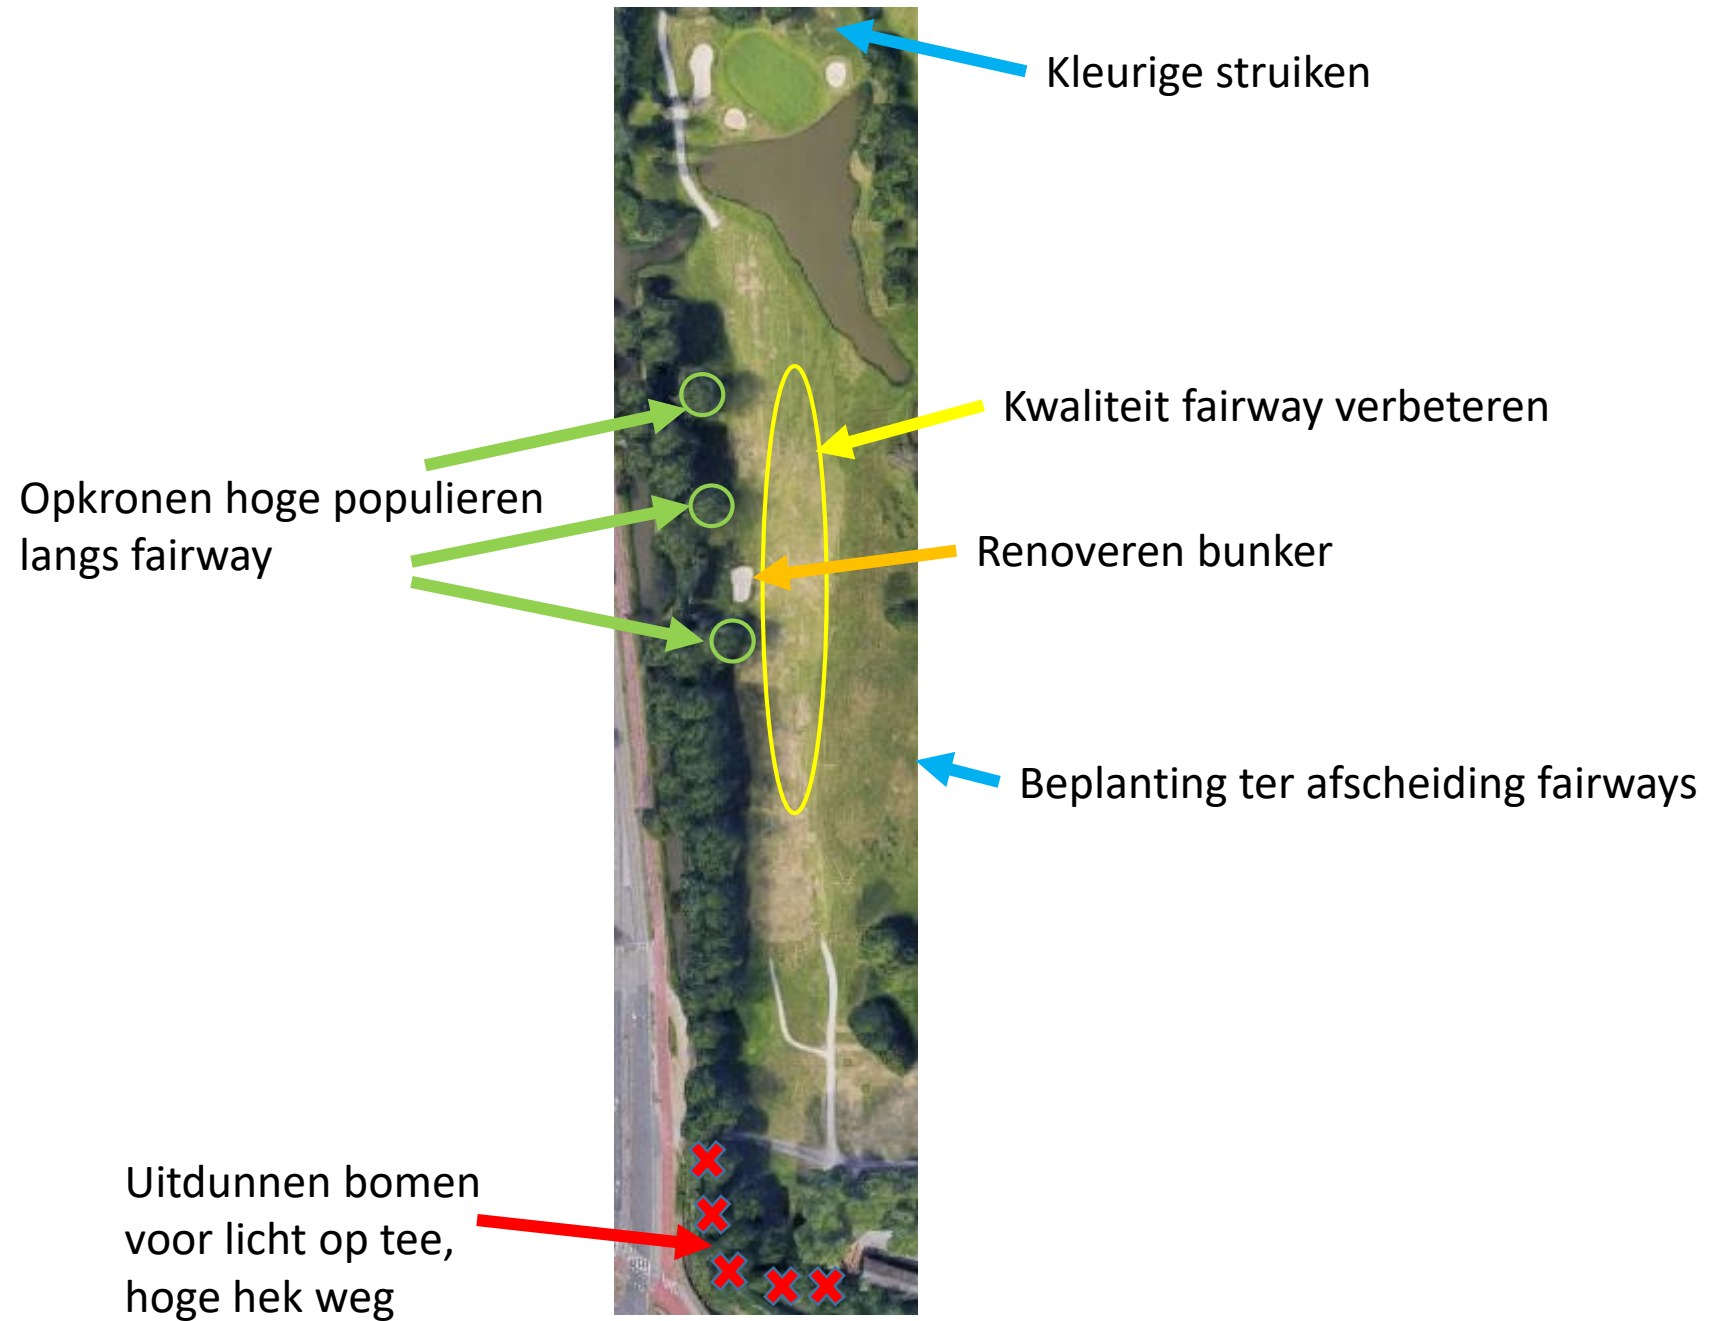 Kleurige struiken
Kwaliteit fairway verbeteren
Opkronen hoge populieren
langs fairway
Renoveren bunker
Beplanting ter afscheiding fairways
Uitdunnen bomen
voor licht op tee,
hoge hek weg